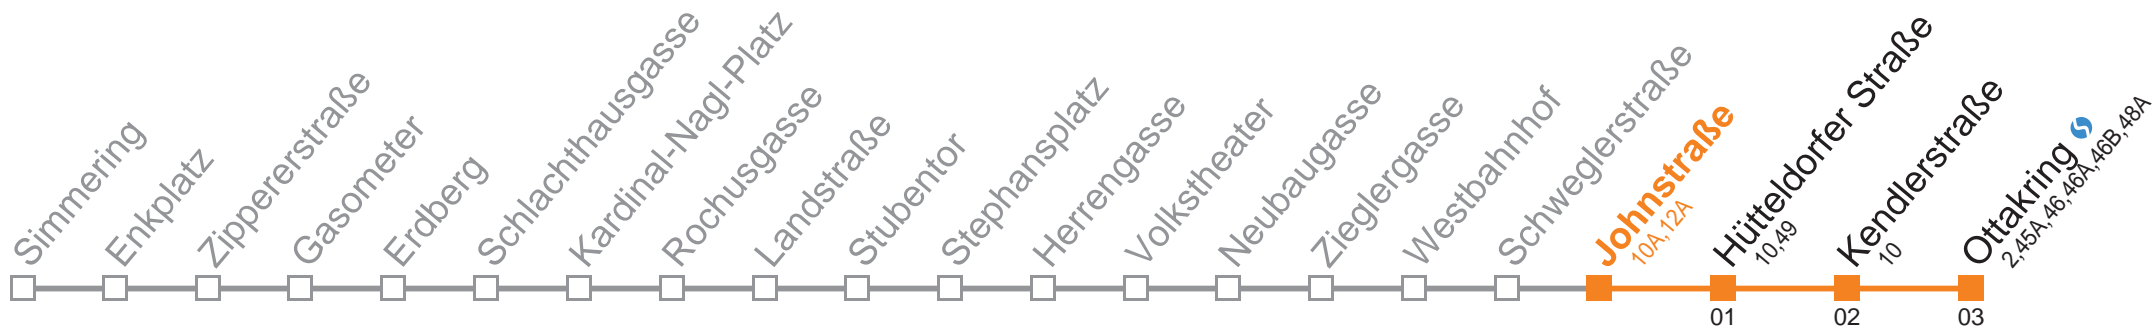 Simmering
Enkplatz
Zippererstraße
Gasometer
Erdberg
Schlachthausgasse
Kardinal-Nagl-Platz
Rochusgasse
Landstraße
Stubentor
Stephansplatz
Herrengasse
Volkstheater
Neubaugasse
Zieglergasse
Westbahnhof
Schweglerstraße
Johnstraße
10A,12A
Hütteldorfer Straße
10,49
Kendlerstraße
10
Ottakring
2,45A,46,46A,46B,48A
01
02
03